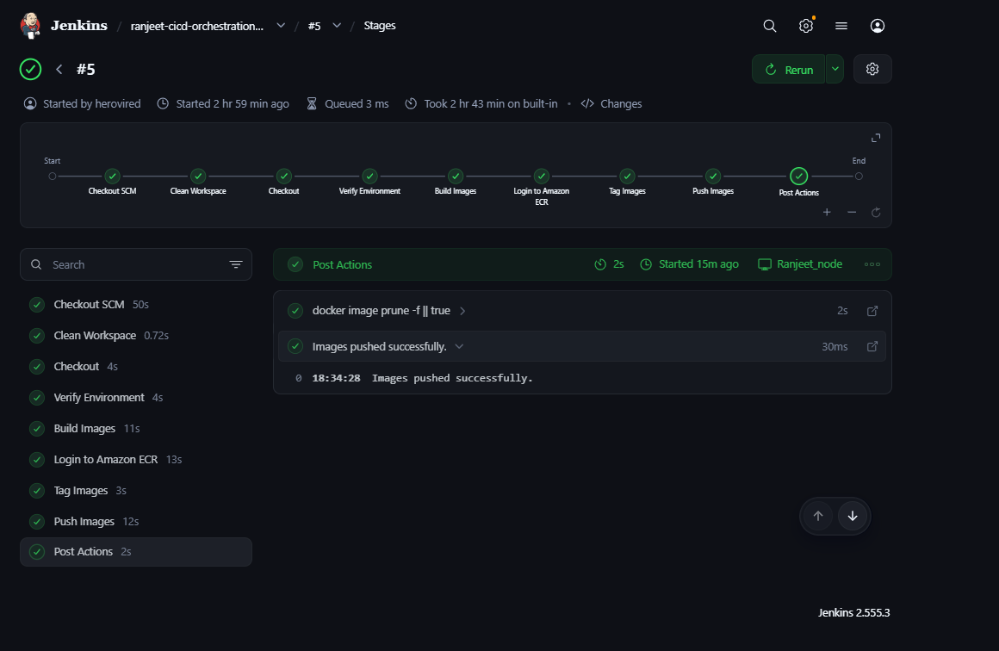 Jenkins / ranjeet-cicd-orchestration... / #5 / Stages
#5
Rerun
Started by herovired Started 2 hr 59 min ago Queued 3 ms Took 2 hr 43 min on built-in • Changes
Start
End
Checkout SCM
Clean Workspace
Checkout
Verify Environment
Build Images
Login to Amazon
ECR
Tag Images
Push Images
Post Actions
Search
Checkout SCM 50s
Clean Workspace 0.72s
Checkout 4s
Verify Environment 4s
Build Images 11s
Login to Amazon ECR 13s
Tag Images 3s
Push Images 12s
Post Actions 2s
Post Actions 2s Started 15m ago Ranjeet_node
docker image prune -f || true 2s
Images pushed successfully. 30ms
0 18:34:28 Images pushed successfully.
Jenkins 2.555.3